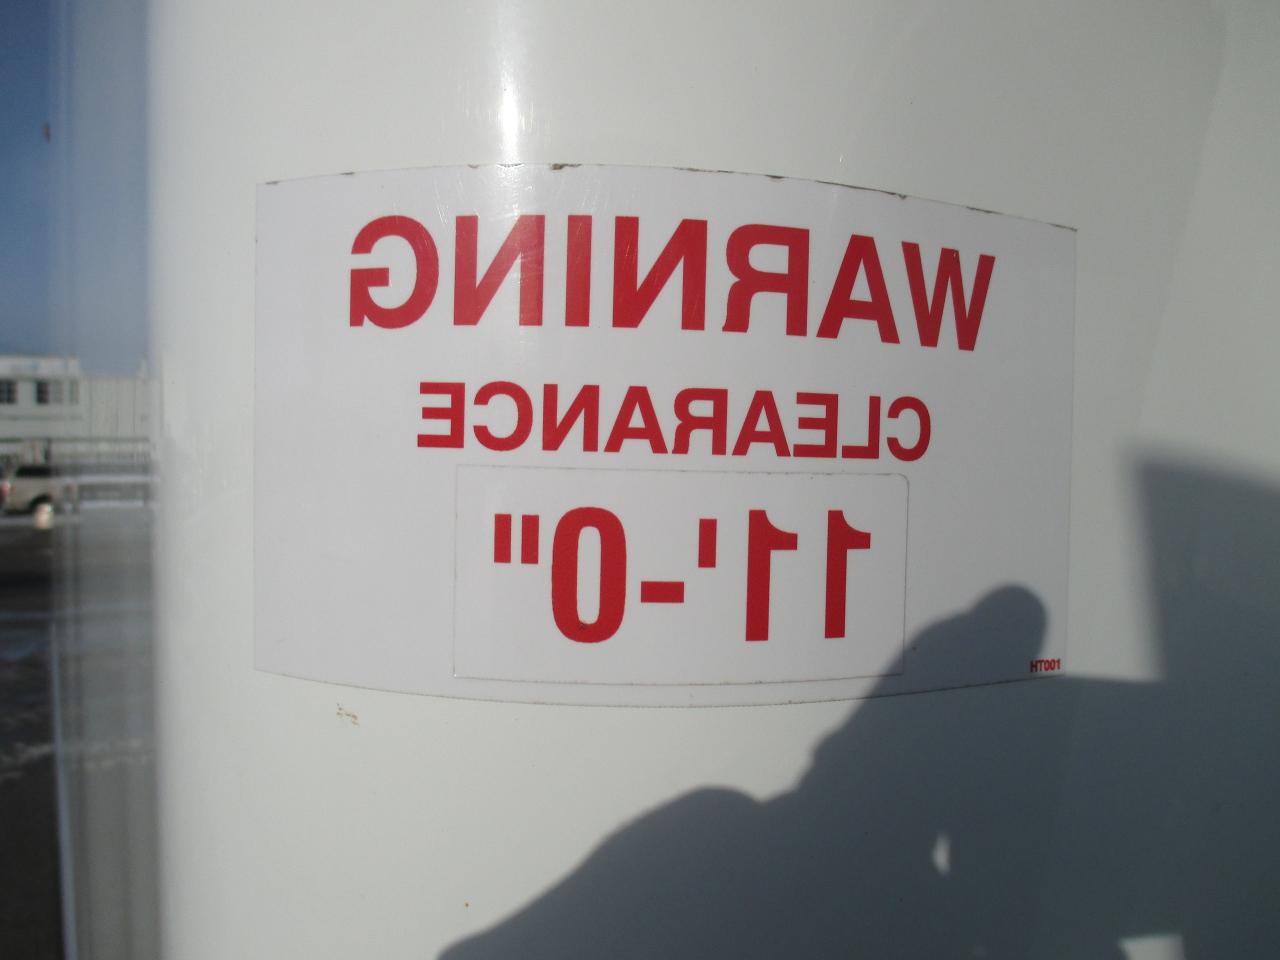 WARNING
CLEARANCE
11'-0"
HT001